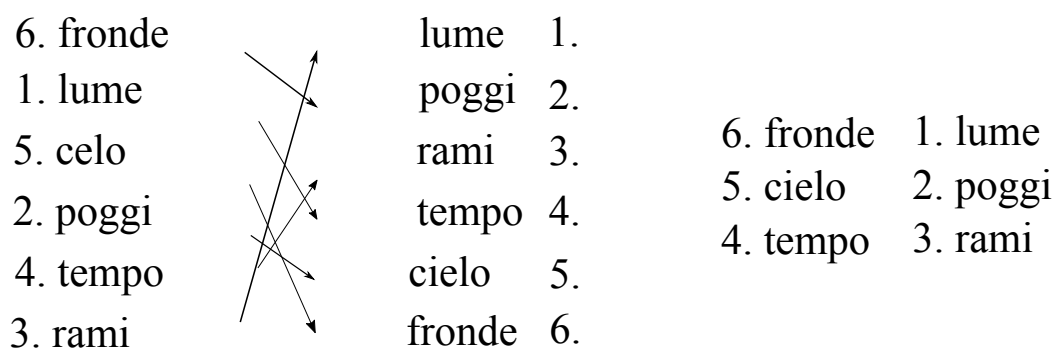 6. fronde
1. lume
5. celo
2. poggi
4. tempo
3. rami
lume 1.
poggi 2.
rami 3.
tempo 4.
cielo 5.
fronde 6.
6. fronde 1. lume
5. cielo 2. poggi
4. tempo 3. rami